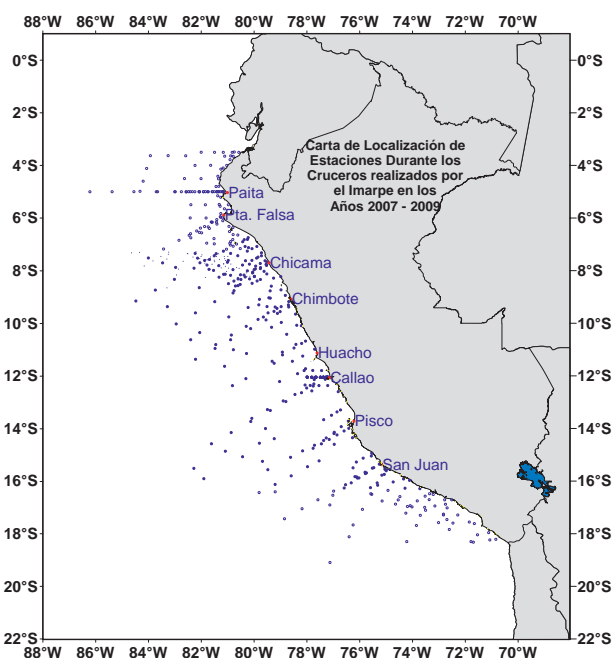 88°W 86°W 84°W 82°W 80°W 78°W 76°W 74°W 72°W 70°W
0°S 0°S
2°S 2°S
Carta de Localización de
Estaciones Durante los
Cruceros realizados por
el Imarpe en los
Años 2007 - 2009
4°S 4°S
Paita
6°S Pta. Falsa 6°S
Chicama
8°S 8°S
Chimbote
10°S 10°S
Huacho
12°S Callao 12°S
Pisco
14°S 14°S
San Juan
16°S 16°S
18°S 18°S
20°S 20°S
22°S 22°S
88°W 86°W 84°W 82°W 80°W 78°W 76°W 74°W 72°W 70°W